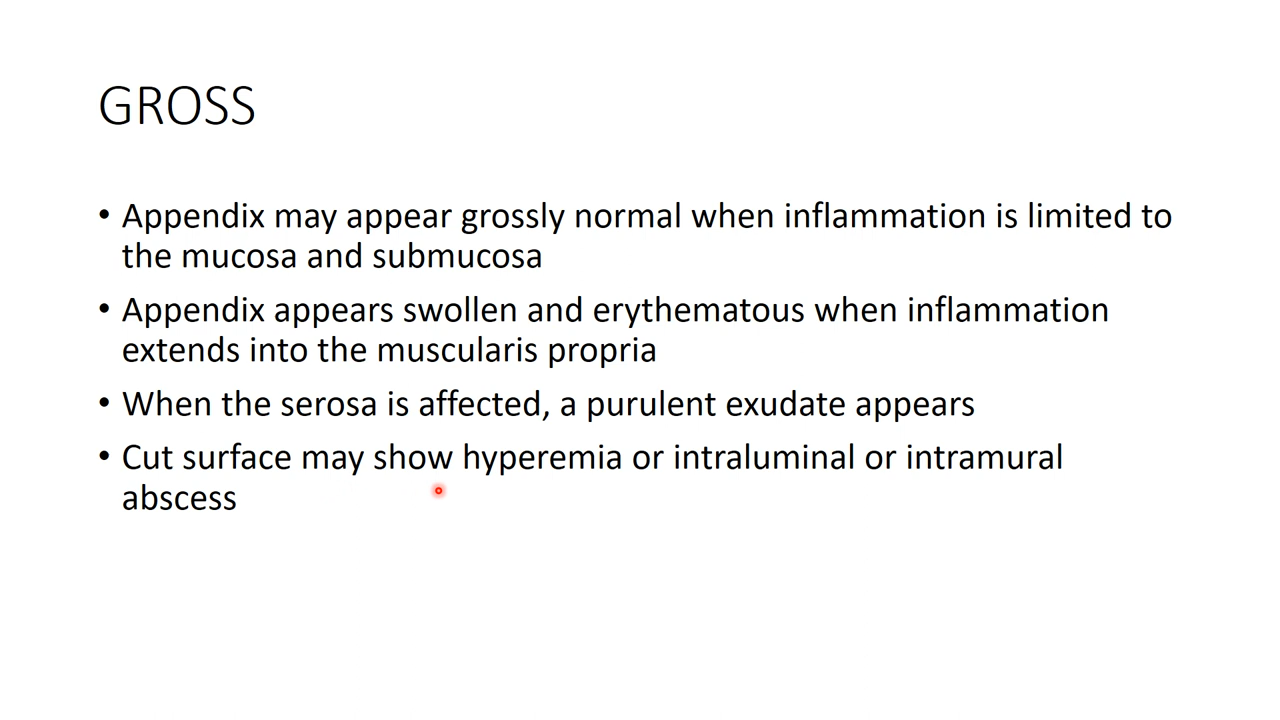 GROSS
• Appendix may appear grossly normal when inflammation is limited to
the mucosa and submucosa
• Appendix appears swollen and erythematous when inflammation
extends into the muscularis propria
• When the serosa is affected, a purulent exudate appears
• Cut surface may show hyperemia or intraluminal or intramural
abscess